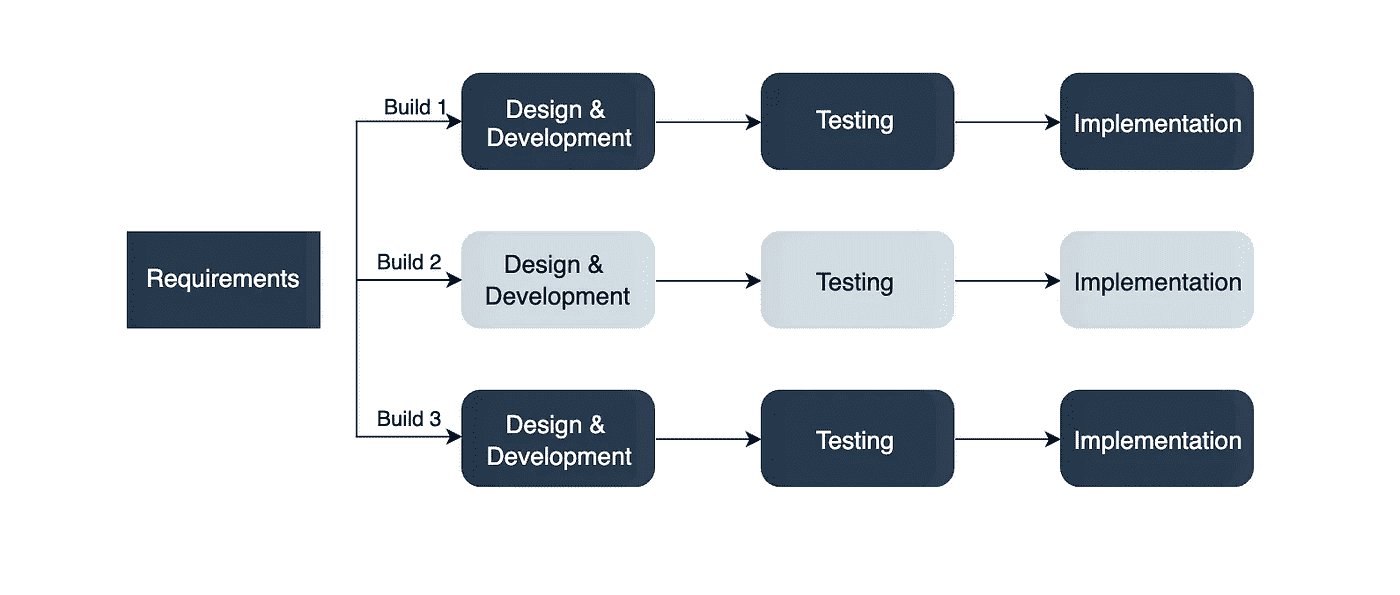 Build 1
Design &
Development
Testing
Implementation
Requirements
Build 2
Design &
Development
Testing
Implementation
Build 3
Design &
Development
Testing
Implementation